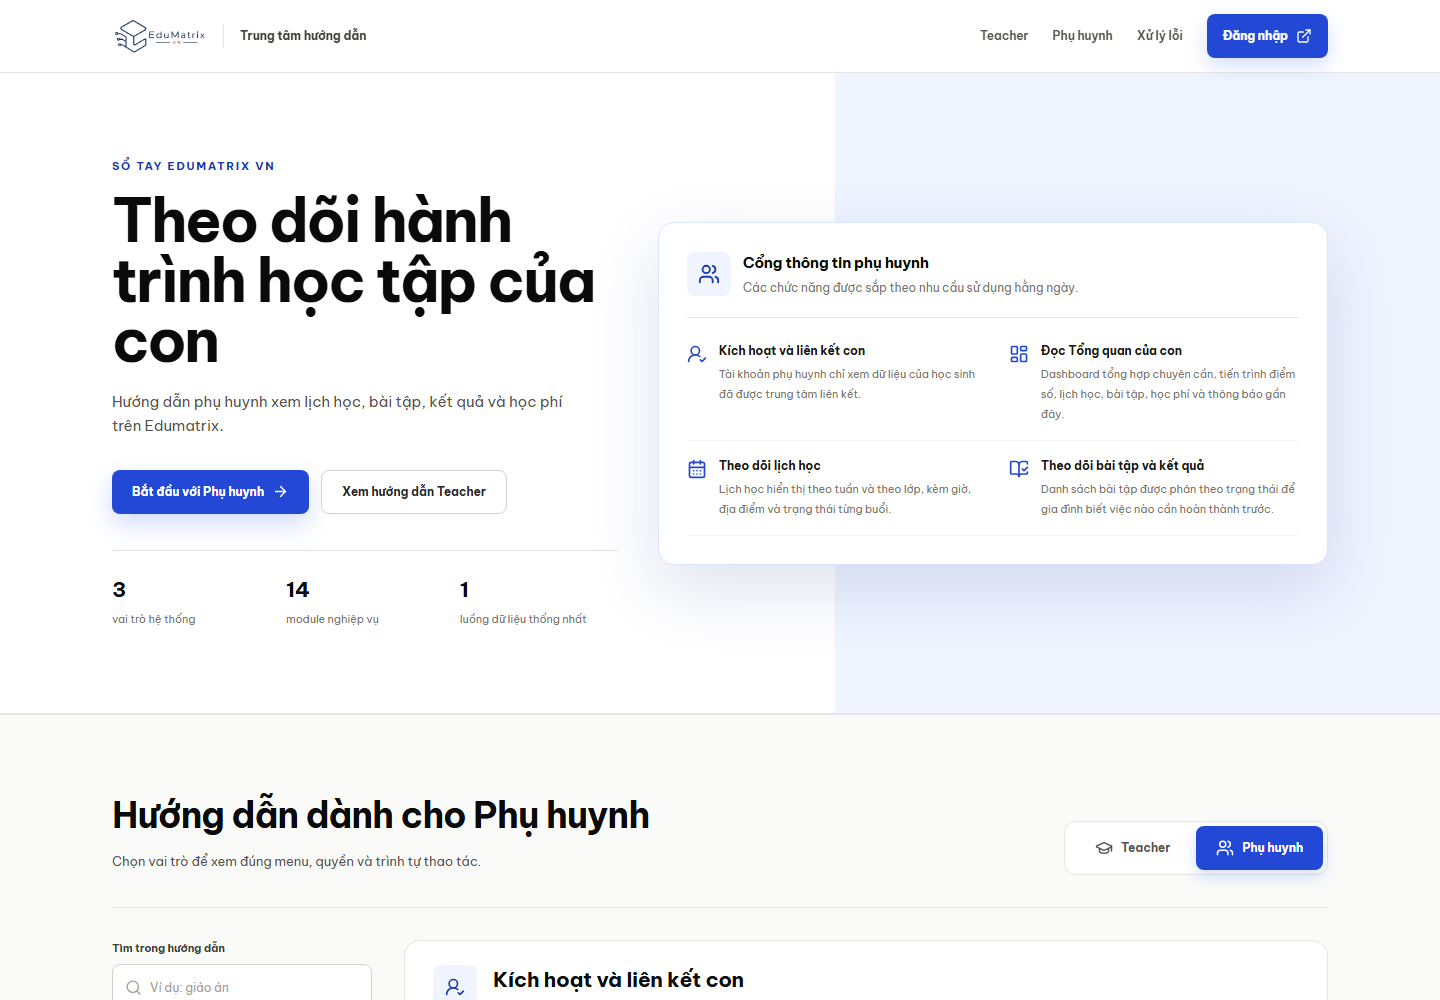 EduMatrix
VN
Trung tâm hướng dẫn
Teacher
Phụ huynh
Xử lý lỗi
Đăng nhập
SỔ TAY EDUMATRIX VN
Theo dõi hành
trình học tập của
con
Hướng dẫn phụ huynh xem lịch học, bài tập, kết quả và học phí
trên Edumatrix.
Bắt đầu với Phụ huynh
Xem hướng dẫn Teacher
3
vai trò hệ thống
14
module nghiệp vụ
1
luồng dữ liệu thống nhất
Cổng thông tin phụ huynh
Các chức năng được sắp theo nhu cầu sử dụng hằng ngày.
Kích hoạt và liên kết con
Tài khoản phụ huynh chỉ xem dữ liệu của học sinh
đã được trung tâm liên kết.
Đọc Tổng quan của con
Dashboard tổng hợp chuyên cần, tiến trình điểm
số, lịch học, bài tập, học phí và thông báo gần
đây.
Theo dõi lịch học
Lịch học hiển thị theo tuần và theo lớp, kèm giờ,
địa điểm và trạng thái từng buổi.
Theo dõi bài tập và kết quả
Danh sách bài tập được phân theo trạng thái để
gia đình biết việc nào cần hoàn thành trước.
Hướng dẫn dành cho Phụ huynh
Chọn vai trò để xem đúng menu, quyền và trình tự thao tác.
Teacher
Phụ huynh
Tìm trong hướng dẫn
Ví dụ: giáo án
Kích hoạt và liên kết con